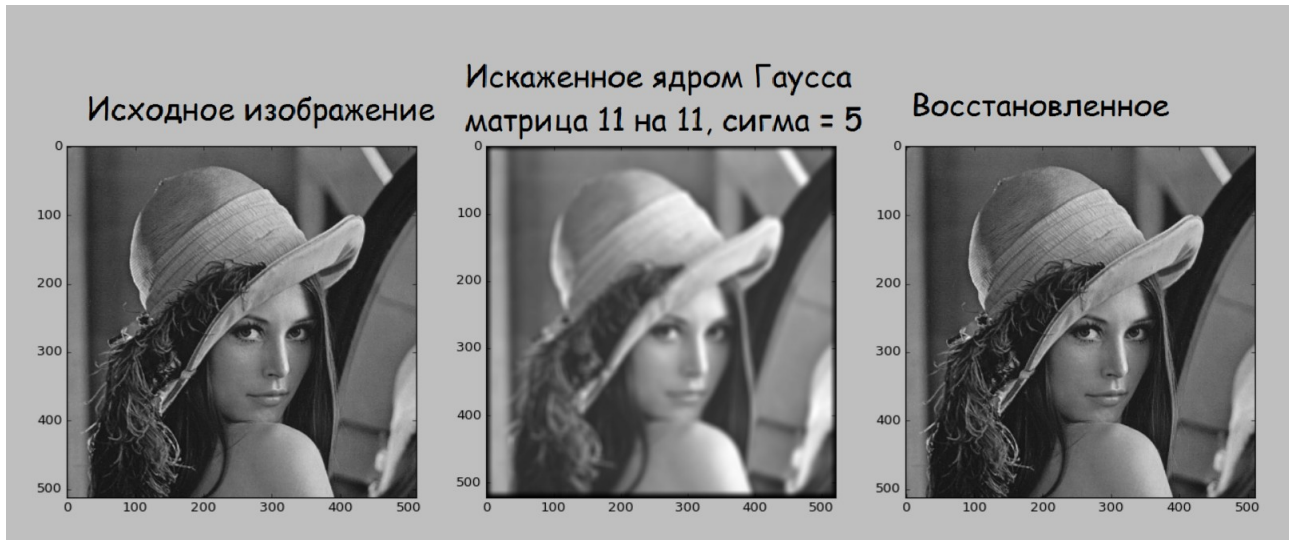 Исходное изображение
Искаженное ядром Гаусса
матрица 11 на 11, сигма = 5
Восстановленное
0
100
200
300
400
500
0 100 200 300 400 500
0
100
200
300
400
500
0 100 200 300 400 500
0
100
200
300
400
500
0 100 200 300 400 500